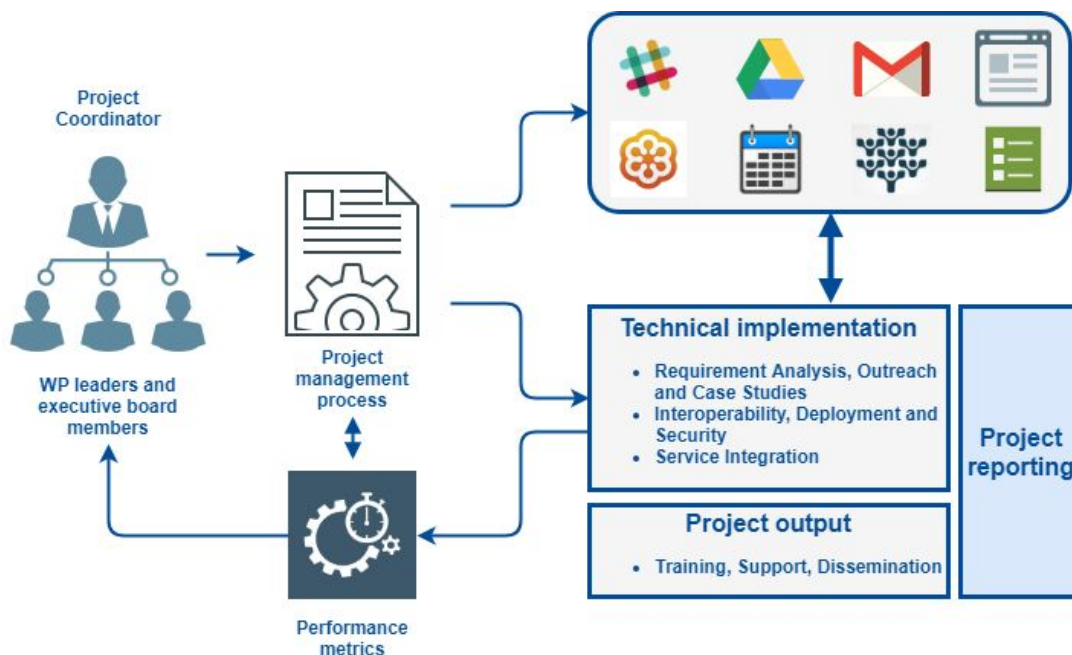 Project
Coordinator
WP leaders and
executive board
members
Project
management
process
Performance
metrics
Technical implementation
• Requirement Analysis, Outreach
and Case Studies
• Interoperability, Deployment and
Security
• Service Integration
Project output
• Training, Support, Dissemination
Project
reporting